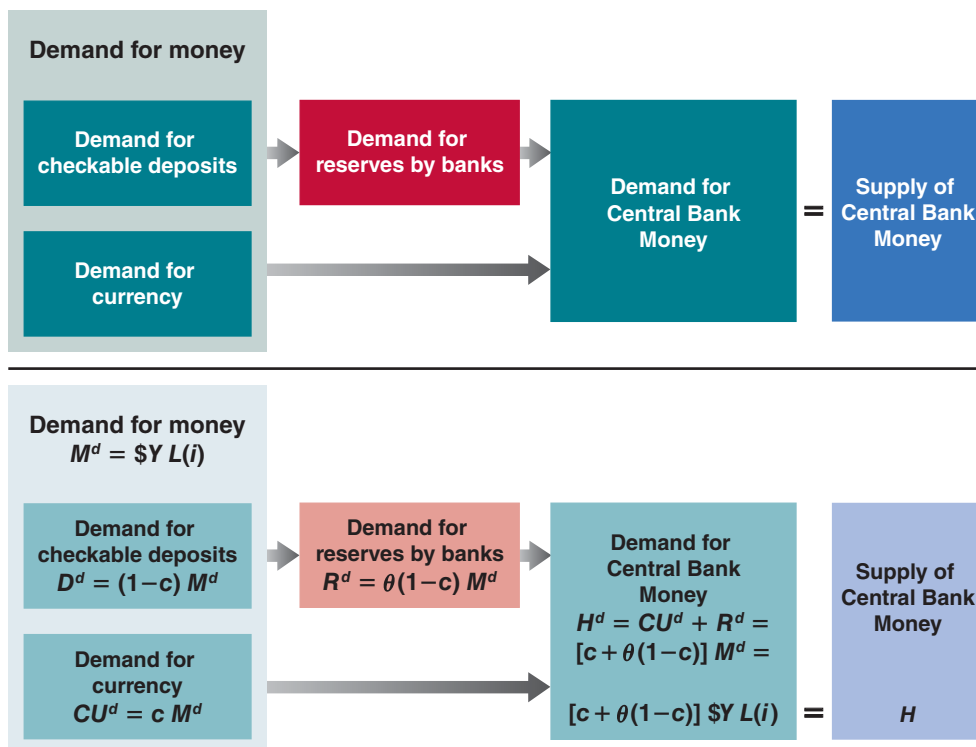 Demand for money
Demand for
checkable deposits
Demand for
reserves by banks
Demand for
currency
Demand for
Central Bank
Money
=
Supply of
Central Bank
Money
Demand for money
Mᵈ = $Y L(i)
Demand for
checkable deposits
Dᵈ = (1−c) Mᵈ
Demand for
reserves by banks
Rᵈ = θ(1−c) Mᵈ
Demand for
currency
CUᵈ = c Mᵈ
Demand for
Central Bank
Money
Hᵈ = CUᵈ + Rᵈ =
[c + θ(1−c)] Mᵈ =
[c + θ(1−c)] $Y L(i)
=
Supply of
Central Bank
Money
H